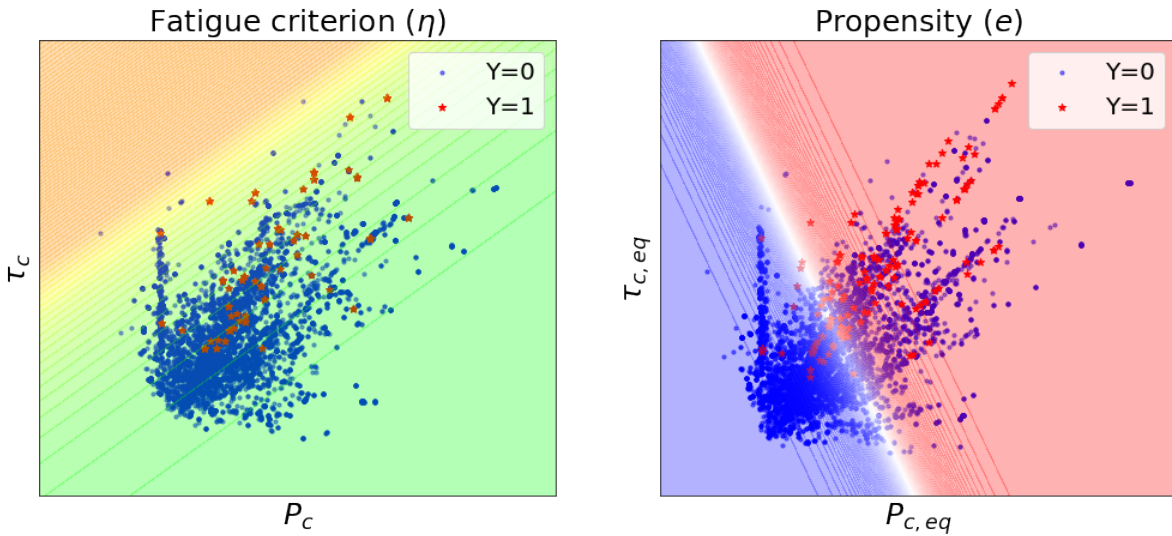 Fatigue criterion (η)
Y=0
Y=1
τc
Pc
Propensity (e)
Y=0
Y=1
τc, eq
Pc, eq